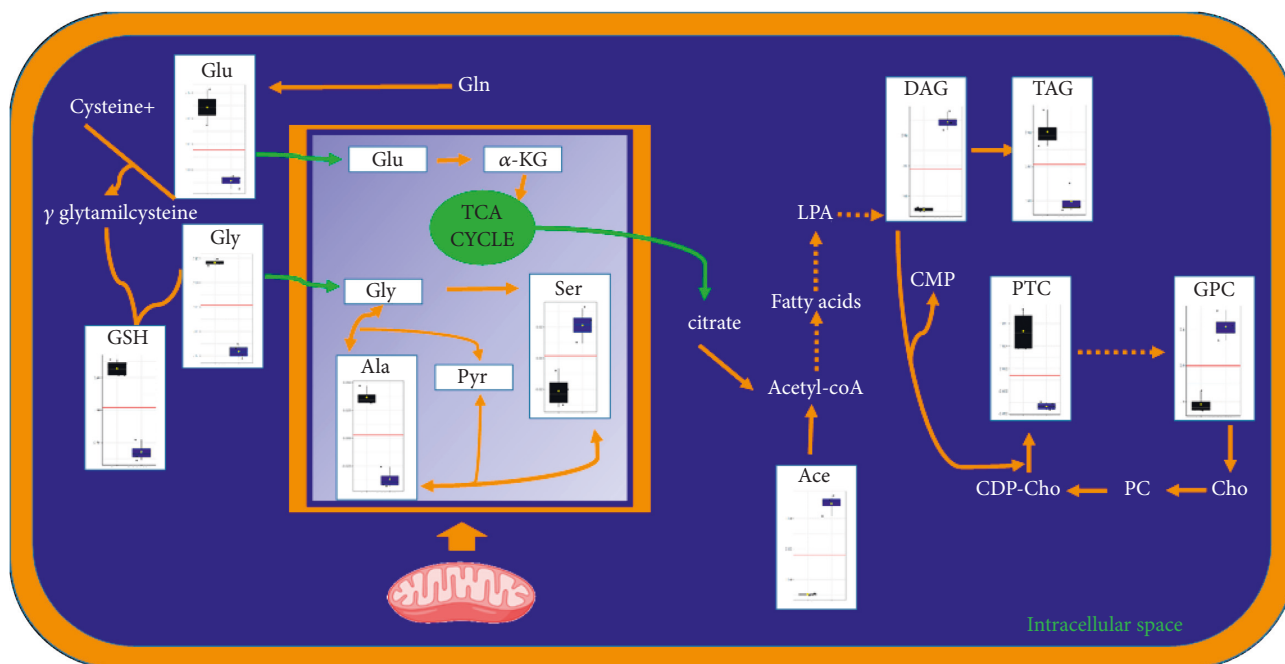 Glu
Gln
Cysteine+
γ glytamilcysteine
Gly
GSH
Glu
α-KG
TCA
CYCLE
Gly
Ser
Ala
Pyr
citrate
Acetyl-coA
Fatty acids
LPA
Ace
DAG
TAG
CMP
PTC
GPC
CDP-Cho
PC
Cho
Intracellular space